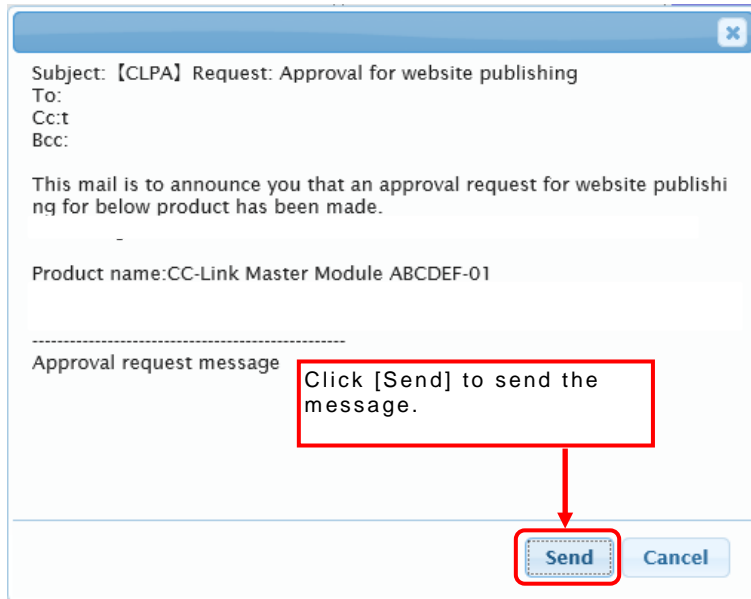 Subject:【CLPA】Request: Approval for website publishing
To:
Cc:t
Bcc:
This mail is to announce you that an approval request for website publishi
ng for below product has been made.
Product name:CC-Link Master Module ABCDEF-01
--------------------------------------------------
Approval request message
Click [Send] to send the
message.
Send Cancel